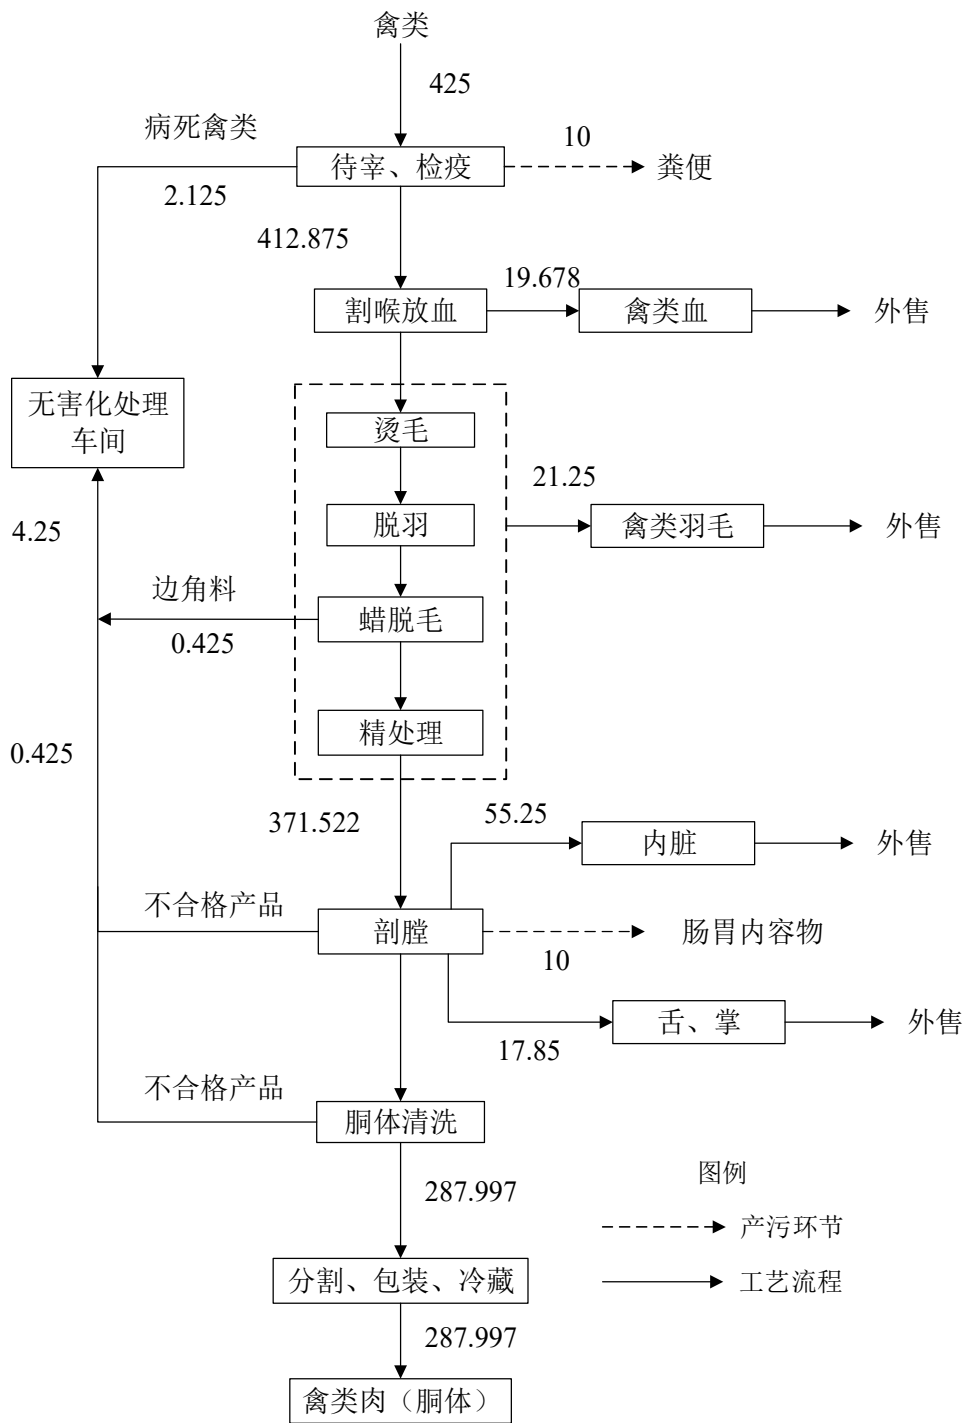 禽类
425
病死禽类
10
待宰、检疫
粪便
2.125
412.875
19.678
割喉放血
禽类血
外售
无害化处理
车间
烫毛
21.25
4.25
脱羽
禽类羽毛
外售
边角料
蜡脱毛
0.425
精处理
0.425
371.522
55.25
内脏
外售
不合格产品
剖膛
肠胃内容物
10
舌、掌
外售
17.85
不合格产品
胴体清洗
287.997
图例
产污环节
分割、包装、冷藏
工艺流程
287.997
禽类肉（胴体）